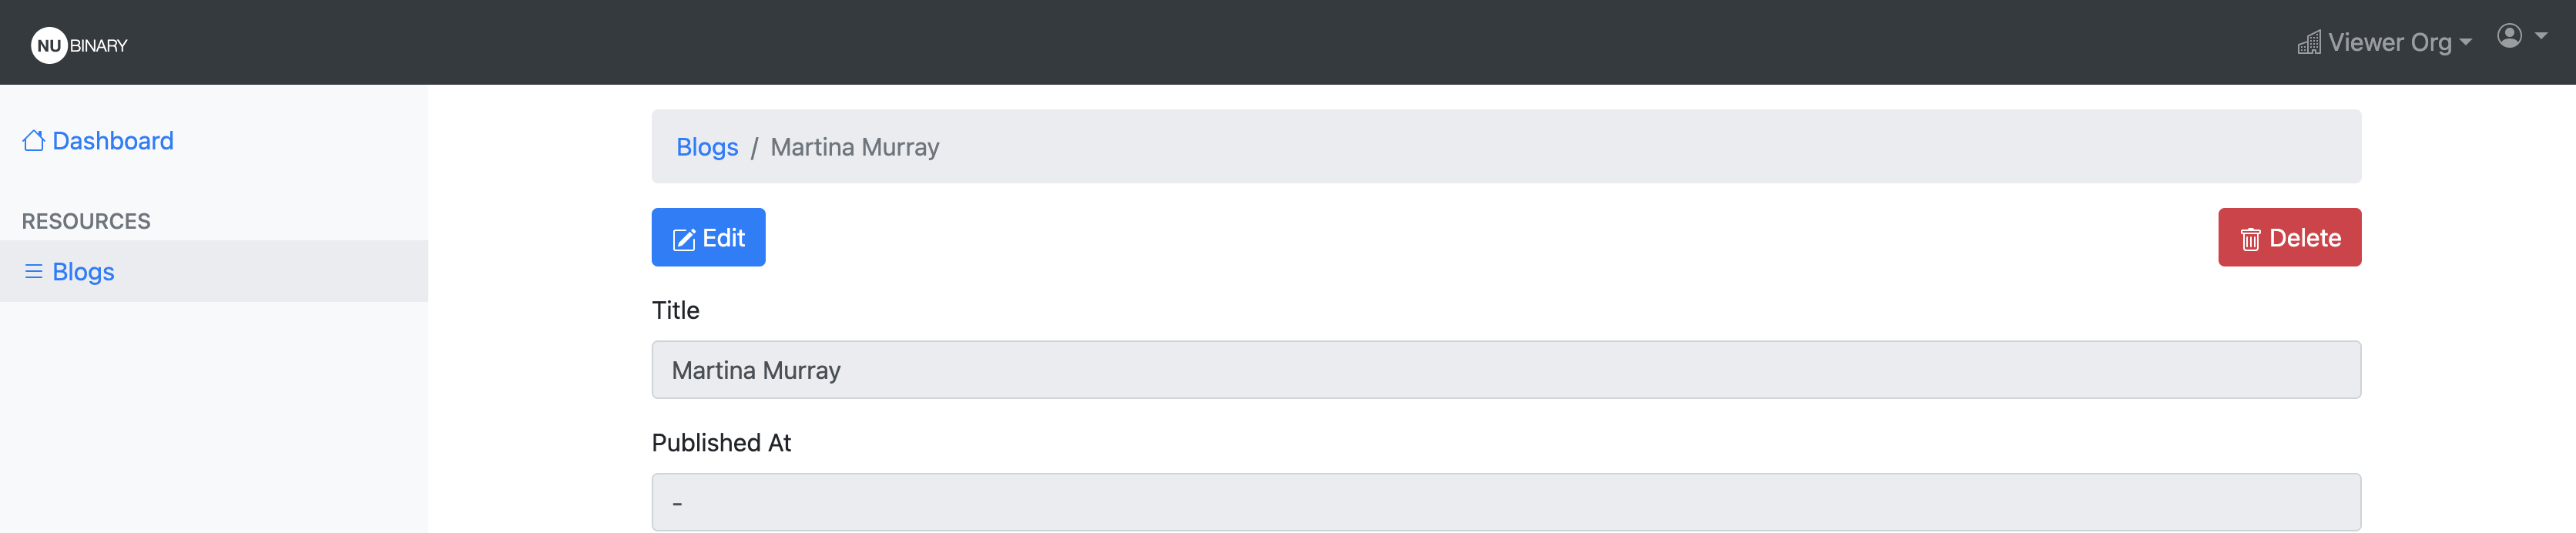 NU BINARY
Viewer Org
Dashboard
RESOURCES
Blogs
Blogs / Martina Murray
Edit
Delete
Title
Martina Murray
Published At
-